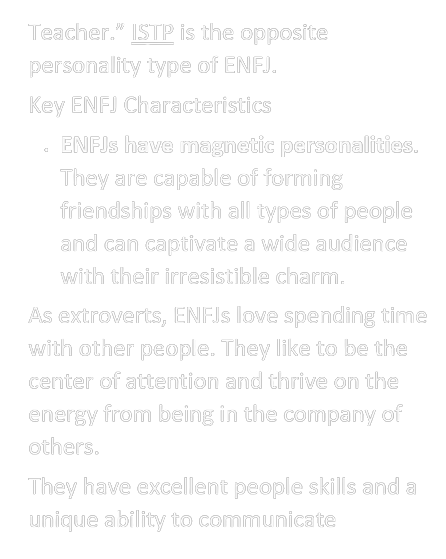 Teacher.” ISTP is the opposite
personality type of ENFJ.
Key ENFJ Characteristics
• ENFJs have magnetic personalities.
They are capable of forming
friendships with all types of people
and can captivate a wide audience
with their irresistible charm.
As extroverts, ENFJs love spending time
with other people. They like to be the
center of attention and thrive on the
energy from being in the company of
others.
They have excellent people skills and a
unique ability to communicate